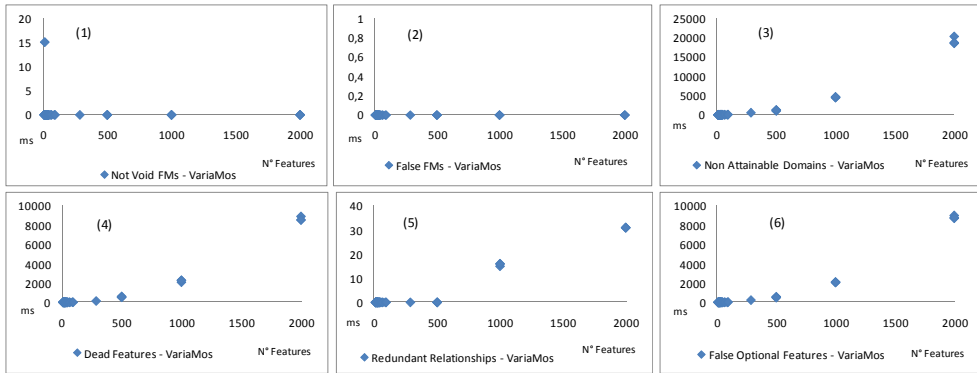 (1)
20
15
10
5
0
0 500 1000 1500 2000
ms
N° Features
Not Void FMs - VariaMos
(2)
1
0,8
0,6
0,4
0,2
0
0 500 1000 1500 2000
ms
N° Features
False FMs - VariaMos
(3)
25000
20000
15000
10000
5000
0
0 500 1000 1500 2000
ms
N° Features
Non Attainable Domains - VariaMos
(4)
10000
8000
6000
4000
2000
0
0 500 1000 1500 2000
ms
N° Features
Dead Features - VariaMos
(5)
40
30
20
10
0
0 500 1000 1500 2000
ms
N° Features
Redundant Relationships - VariaMos
(6)
10000
8000
6000
4000
2000
0
0 500 1000 1500 2000
ms
N° Features
False Optional Features - VariaMos